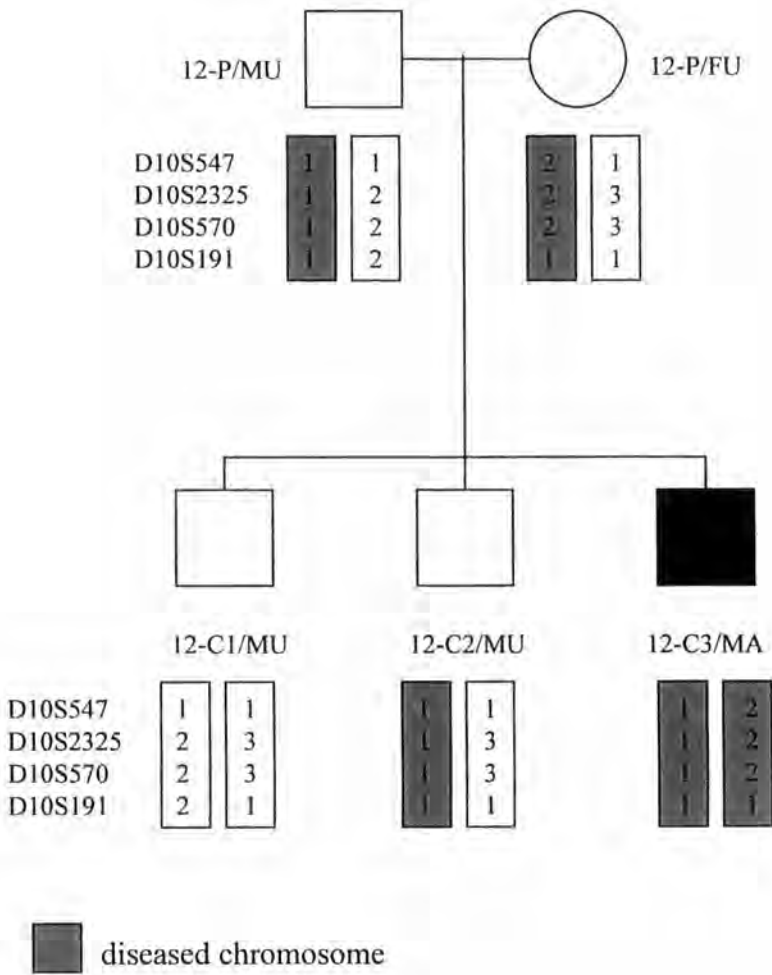 12-P/MU 12-P/FU
D10S547 1 1 2 1
D10S2325 1 2 2 3
D10S570 1 2 2 3
D10S191 1 2 1 1
12-C1/MU 12-C2/MU 12-C3/MA
D10S547 1 1 1 1 1 2
D10S2325 2 3 1 3 1 2
D10S570 2 3 1 3 1 2
D10S191 2 1 1 1 1 1
diseased chromosome